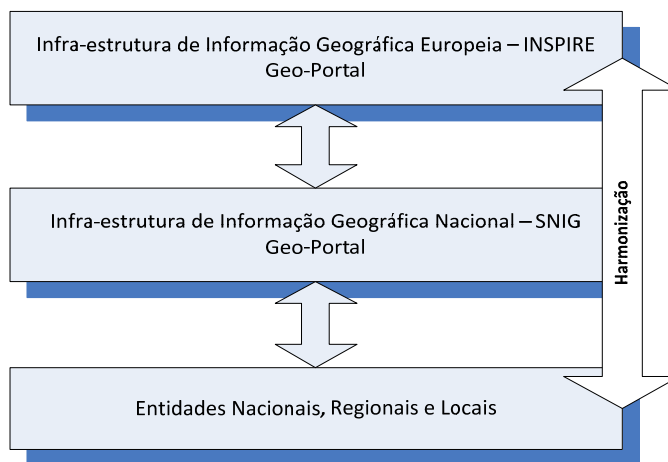 Infra-estrutura de Informação Geográfica Europeia – INSPIRE
Geo-Portal
Infra-estrutura de Informação Geográfica Nacional – SNIG
Geo-Portal
Harmonização
Entidades Nacionais, Regionais e Locais